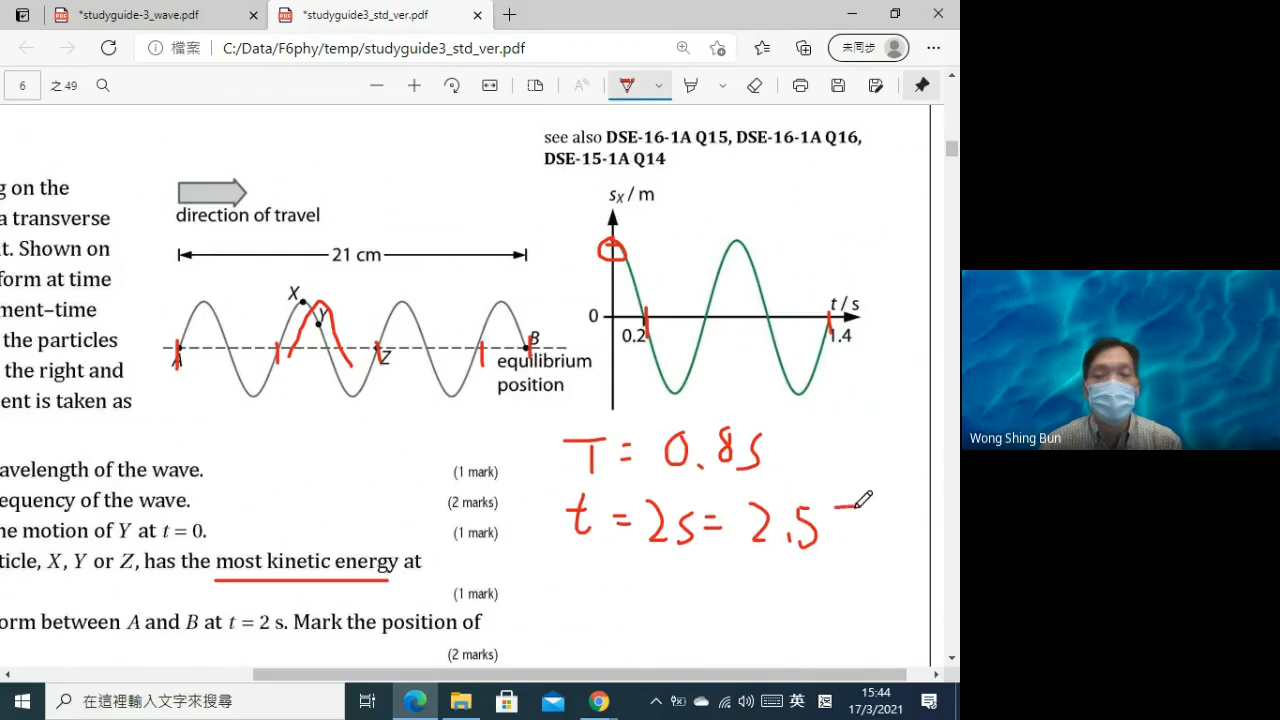 *studyguide-3_wave.pdf
*studyguide3_std_ver.pdf
檔案
C:/Data/F6phy/temp/studyguide3_std_ver.pdf
未同步
6
之 49
see also DSE-16-1A Q15, DSE-16-1A Q16,
DSE-15-1A Q14
g on the
a transverse
t. Shown on
form at time
ment–time
the particles
the right and
ent is taken as
direction of travel
21 cm
X
Y
A
Z
B
equilibrium
position
sX / m
0
0.2
t / s
1.4
T = 0.8s
t = 2s = 2.5
avelength of the wave.
(1 mark)
equency of the wave.
(2 marks)
he motion of Y at t = 0.
(1 mark)
ticle, X, Y or Z, has the most kinetic energy at
(1 mark)
orm between A and B at t = 2 s. Mark the position of
(2 marks)
Wong Shing Bun
在這裡輸入文字來搜尋
英
15:44
17/3/2021